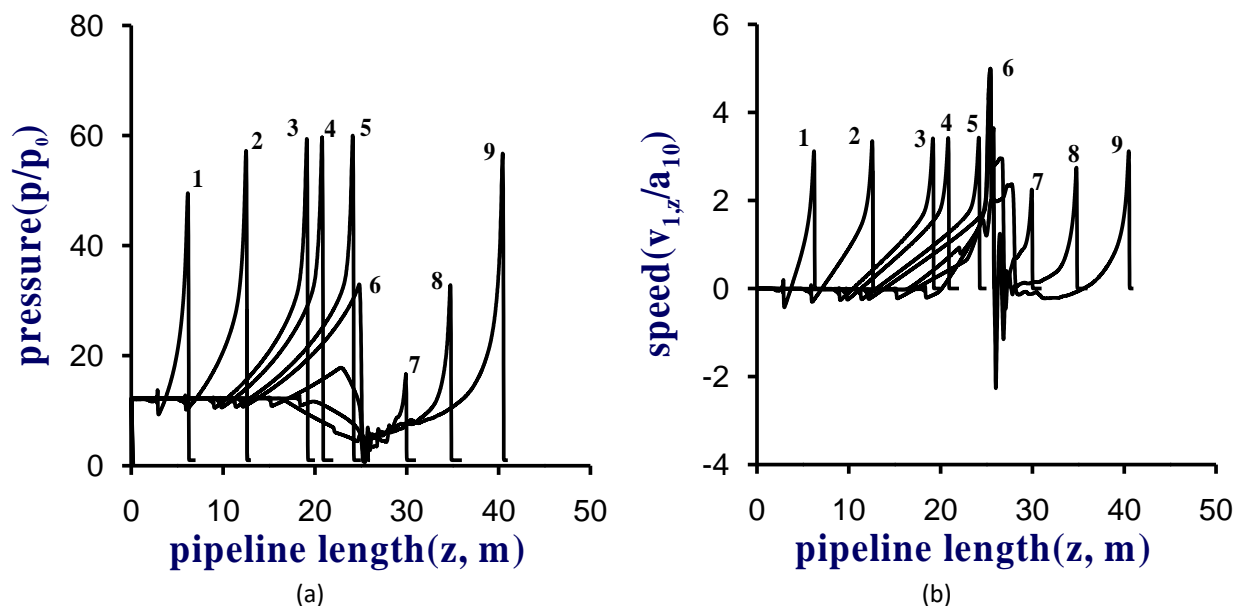 80
60
40
20
0
0 10 20 30 40 50
pressure(p/p₀)
pipeline length(z, m)
1 2 3 4 5 6 7 8 9
(a)
6
4
2
0
-2
-4
0 10 20 30 40 50
speed(v₁,z/a₁₀)
pipeline length(z, m)
1 2 3 4 5 6 7 8 9
(b)